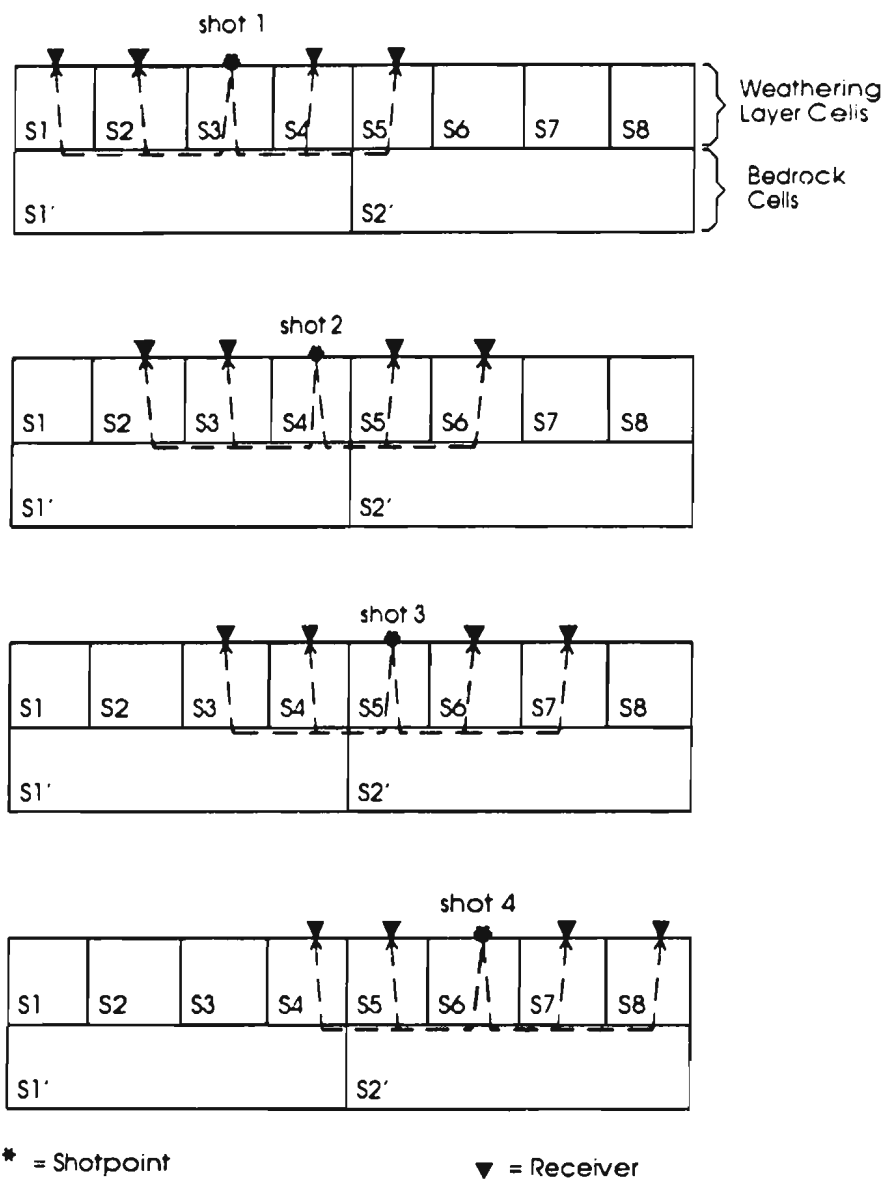 shot 1
S1 S2 S3 S4 S5 S6 S7 S8
Weathering
Layer Cells
S1' S2'
Bedrock
Cells
shot 2
S1 S2 S3 S4 S5 S6 S7 S8
S1' S2'
shot 3
S1 S2 S3 S4 S5 S6 S7 S8
S1' S2'
shot 4
S1 S2 S3 S4 S5 S6 S7 S8
S1' S2'
* = Shotpoint
▼ = Receiver